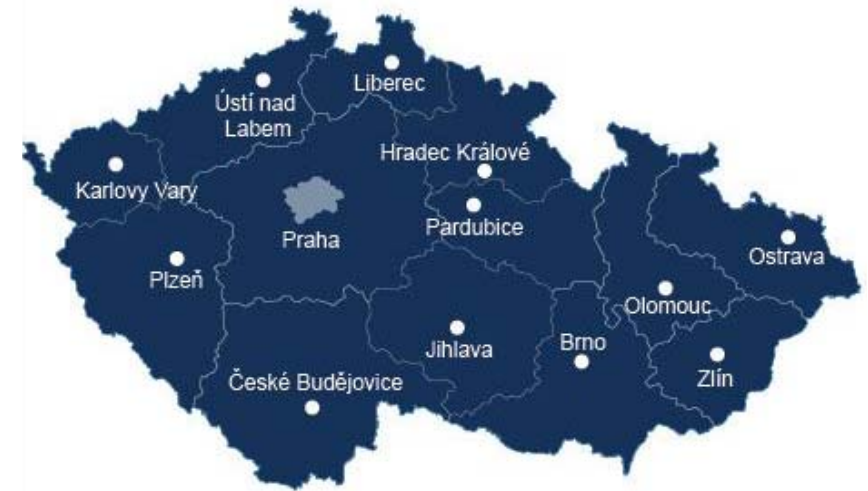 Liberec
Ústí nad
Labem
Hradec Králové
Karlovy Vary
Pardubice
Praha
Ostrava
Plzeň
Olomouc
Brno
Jihlava
Zlín
České Budějovice